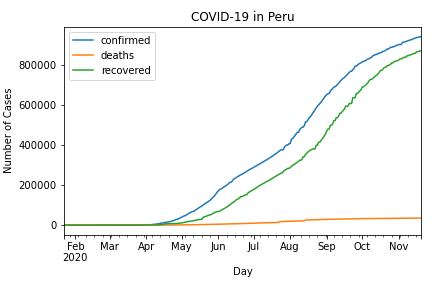 COVID-19 in Peru
confirmed
deaths
recovered
Number of Cases
800000
600000
400000
200000
0
Feb Mar Apr May Jun Jul Aug Sep Oct Nov
2020
Day